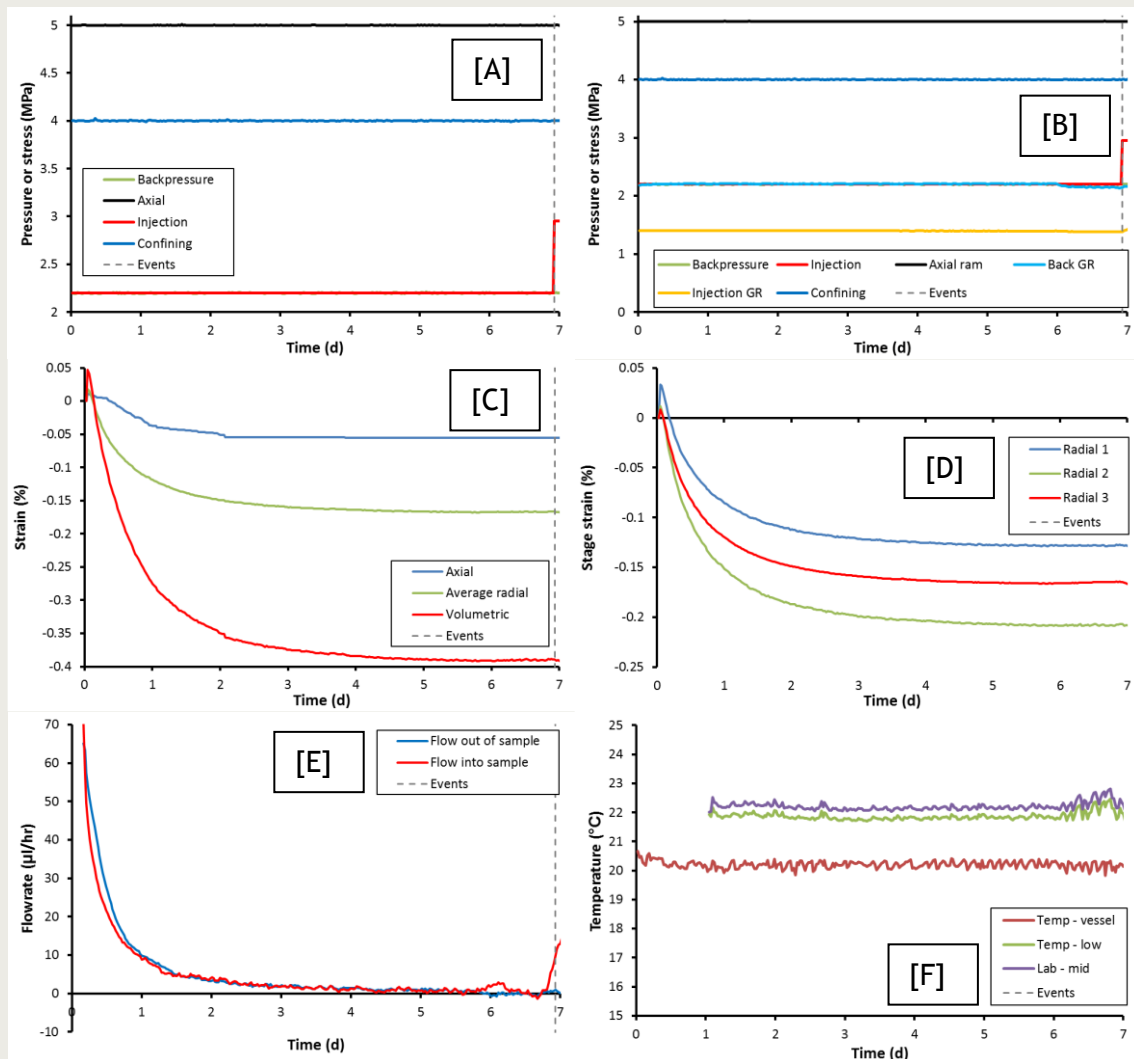 [A]
Pressure or stress (MPa)
5
4.5
4
3.5
3
2.5
2
Backpressure
Axial
Injection
Confining
Events
0 1 2 3 4 5 6 7
Time (d)
[B]
Pressure or stress (MPa)
5
4
3
2
1
0
Backpressure Injection Axial ram Back GR
Injection GR Confining Events
0 1 2 3 4 5 6 7
Time (d)
[C]
Strain (%)
0.05
0
-0.05
-0.1
-0.15
-0.2
-0.25
-0.3
-0.35
-0.4
Axial
Average radial
Volumetric
Events
0 1 2 3 4 5 6 7
Time (d)
[D]
Stage strain (%)
0.05
0
-0.05
-0.1
-0.15
-0.2
-0.25
Radial 1
Radial 2
Radial 3
Events
0 1 2 3 4 5 6 7
Time (d)
[E]
Flowrate (µl/hr)
70
60
50
40
30
20
10
0
-10
Flow out of sample
Flow into sample
Events
0 1 2 3 4 5 6 7
Time (d)
[F]
Temperature (°C)
25
24
23
22
21
20
19
18
17
16
15
Temp - vessel
Temp - low
Lab - mid
Events
0 1 2 3 4 5 6 7
Time (d)